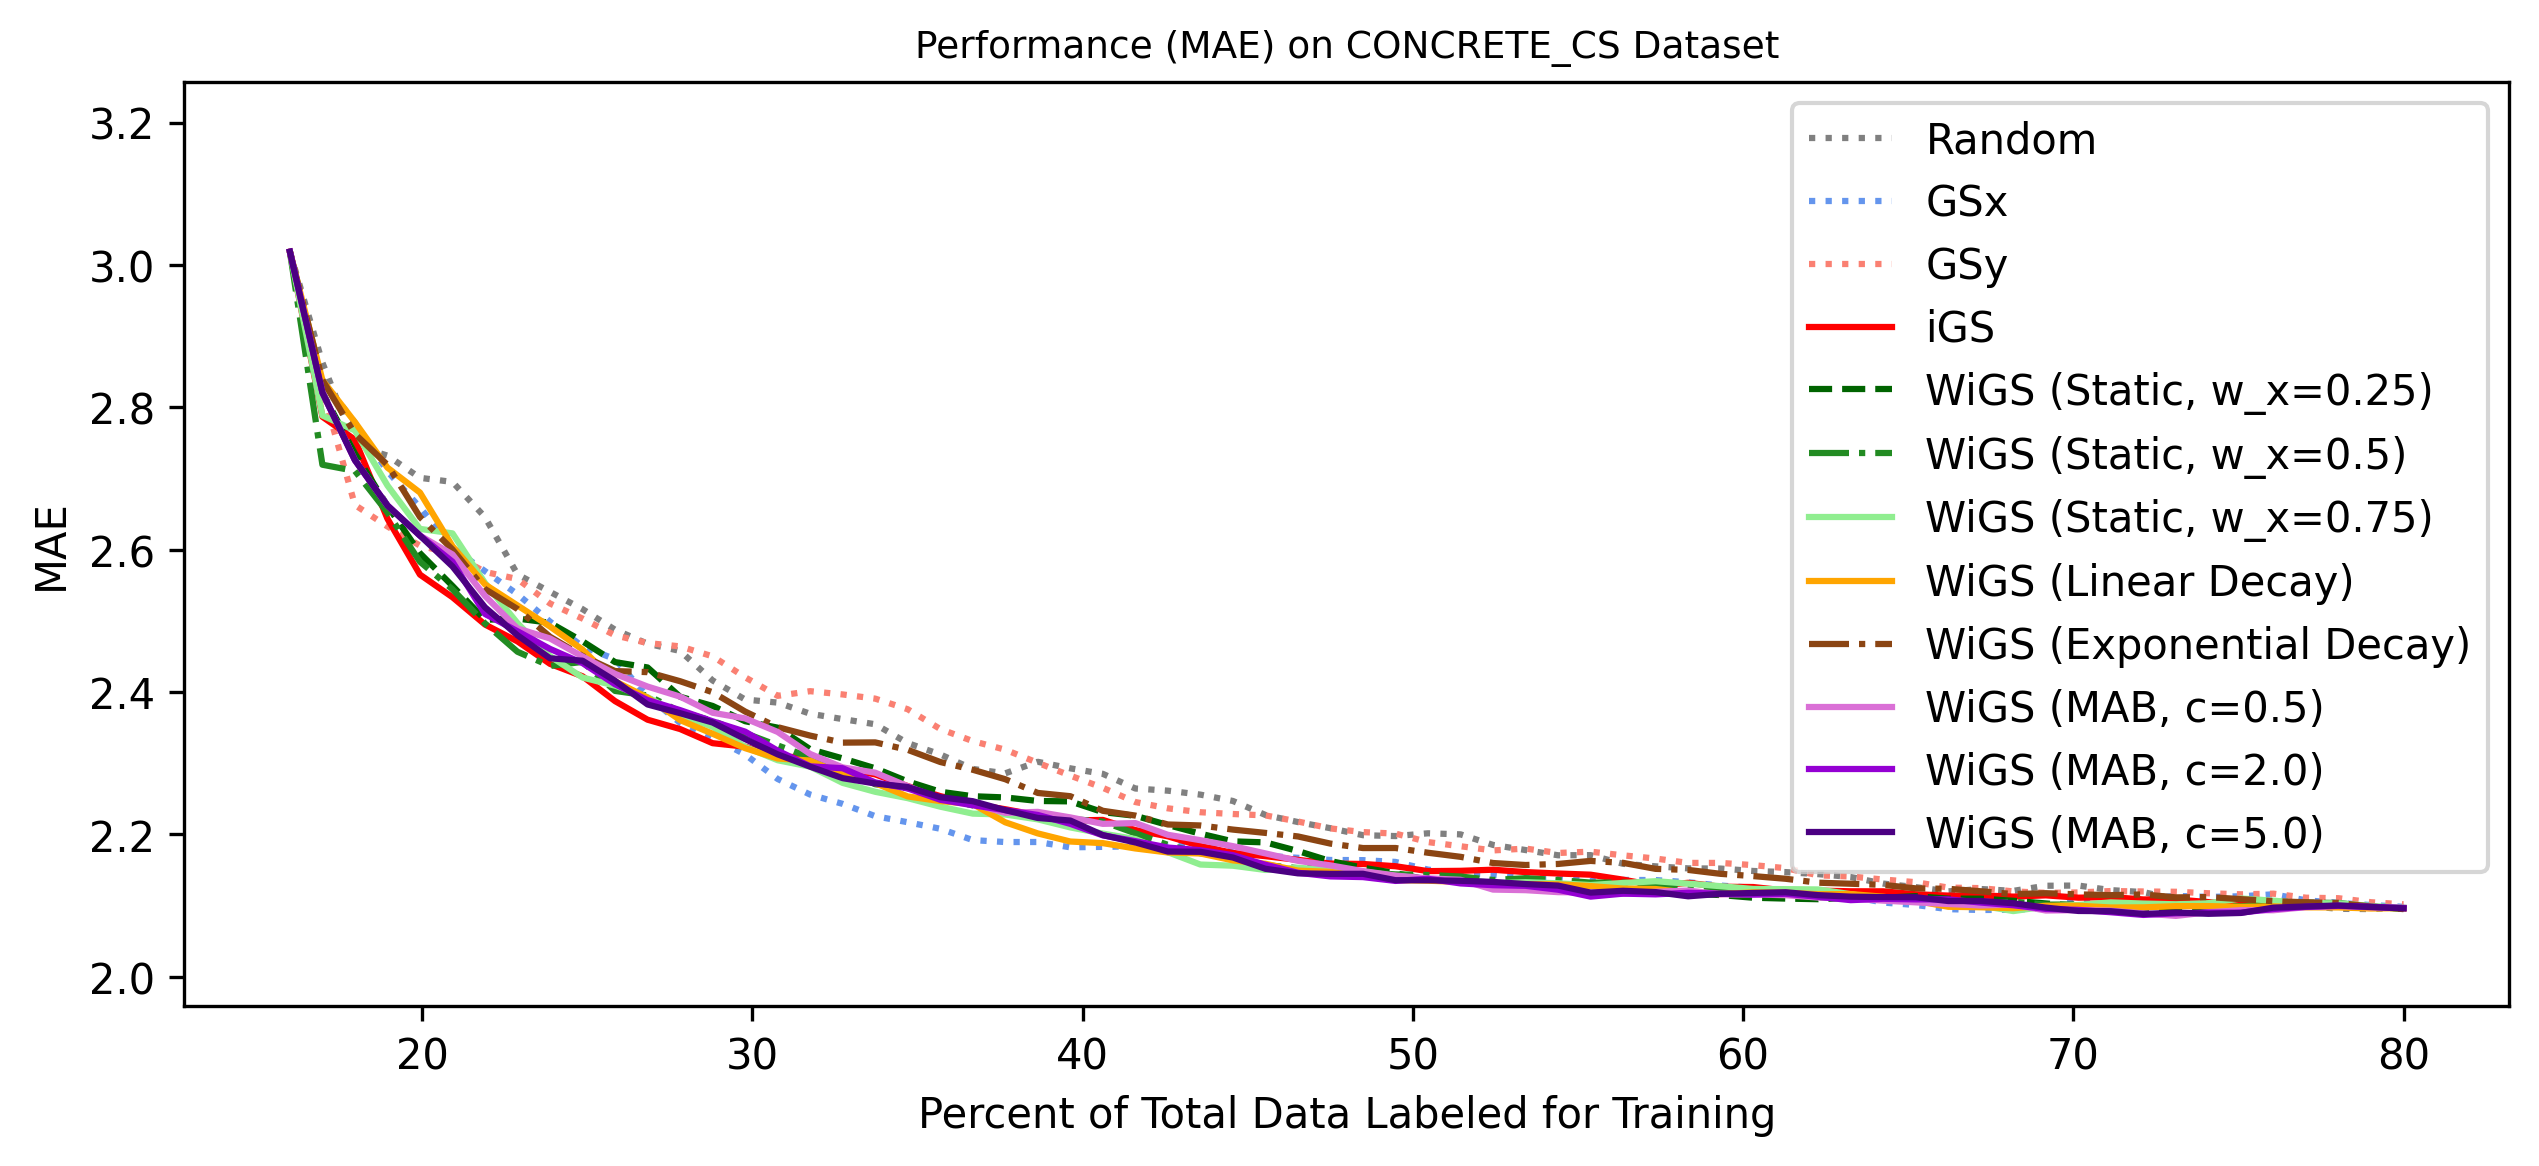 Performance (MAE) on CONCRETE_CS Dataset
3.2
3.0
2.8
2.6
2.4
2.2
2.0
MAE
20
30
40
50
60
70
80
Percent of Total Data Labeled for Training
Random
GSx
GSy
iGS
WiGS (Static, w_x=0.25)
WiGS (Static, w_x=0.5)
WiGS (Static, w_x=0.75)
WiGS (Linear Decay)
WiGS (Exponential Decay)
WiGS (MAB, c=0.5)
WiGS (MAB, c=2.0)
WiGS (MAB, c=5.0)